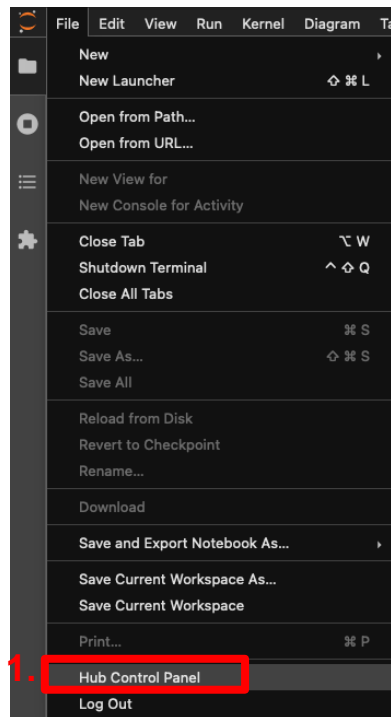 File Edit View Run Kernel Diagram Ta
New
New Launcher ⇧ ⌘ L
Open from Path...
Open from URL...
New View for
New Console for Activity
Close Tab ⌥ W
Shutdown Terminal ^ ⇧ Q
Close All Tabs
Save ⌘ S
Save As... ⇧ ⌘ S
Save All
Reload from Disk
Revert to Checkpoint
Rename...
Download
Save and Export Notebook As...
Save Current Workspace As...
Save Current Workspace
Print... ⌘ P
1. Hub Control Panel
Log Out